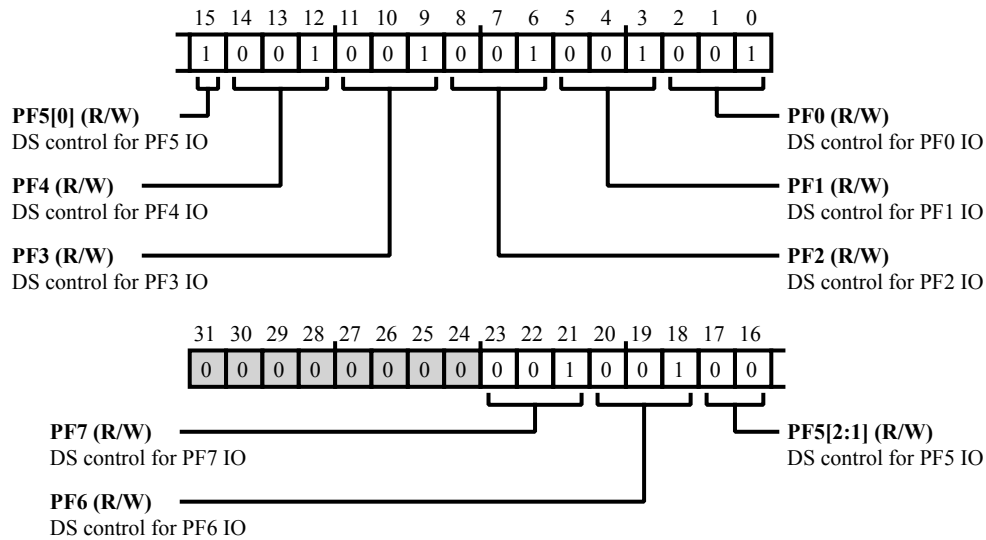 15 14 13 12 11 10 9 8 7 6 5 4 3 2 1 0
1 0 0 1 0 0 1 0 0 1 0 0 1 0 0 1
PF5[0] (R/W)
DS control for PF5 IO
PF0 (R/W)
DS control for PF0 IO
PF4 (R/W)
DS control for PF4 IO
PF1 (R/W)
DS control for PF1 IO
PF3 (R/W)
DS control for PF3 IO
PF2 (R/W)
DS control for PF2 IO
31 30 29 28 27 26 25 24 23 22 21 20 19 18 17 16
0 0 0 0 0 0 0 0 0 0 1 0 0 1 0 0
PF7 (R/W)
DS control for PF7 IO
PF5[2:1] (R/W)
DS control for PF5 IO
PF6 (R/W)
DS control for PF6 IO